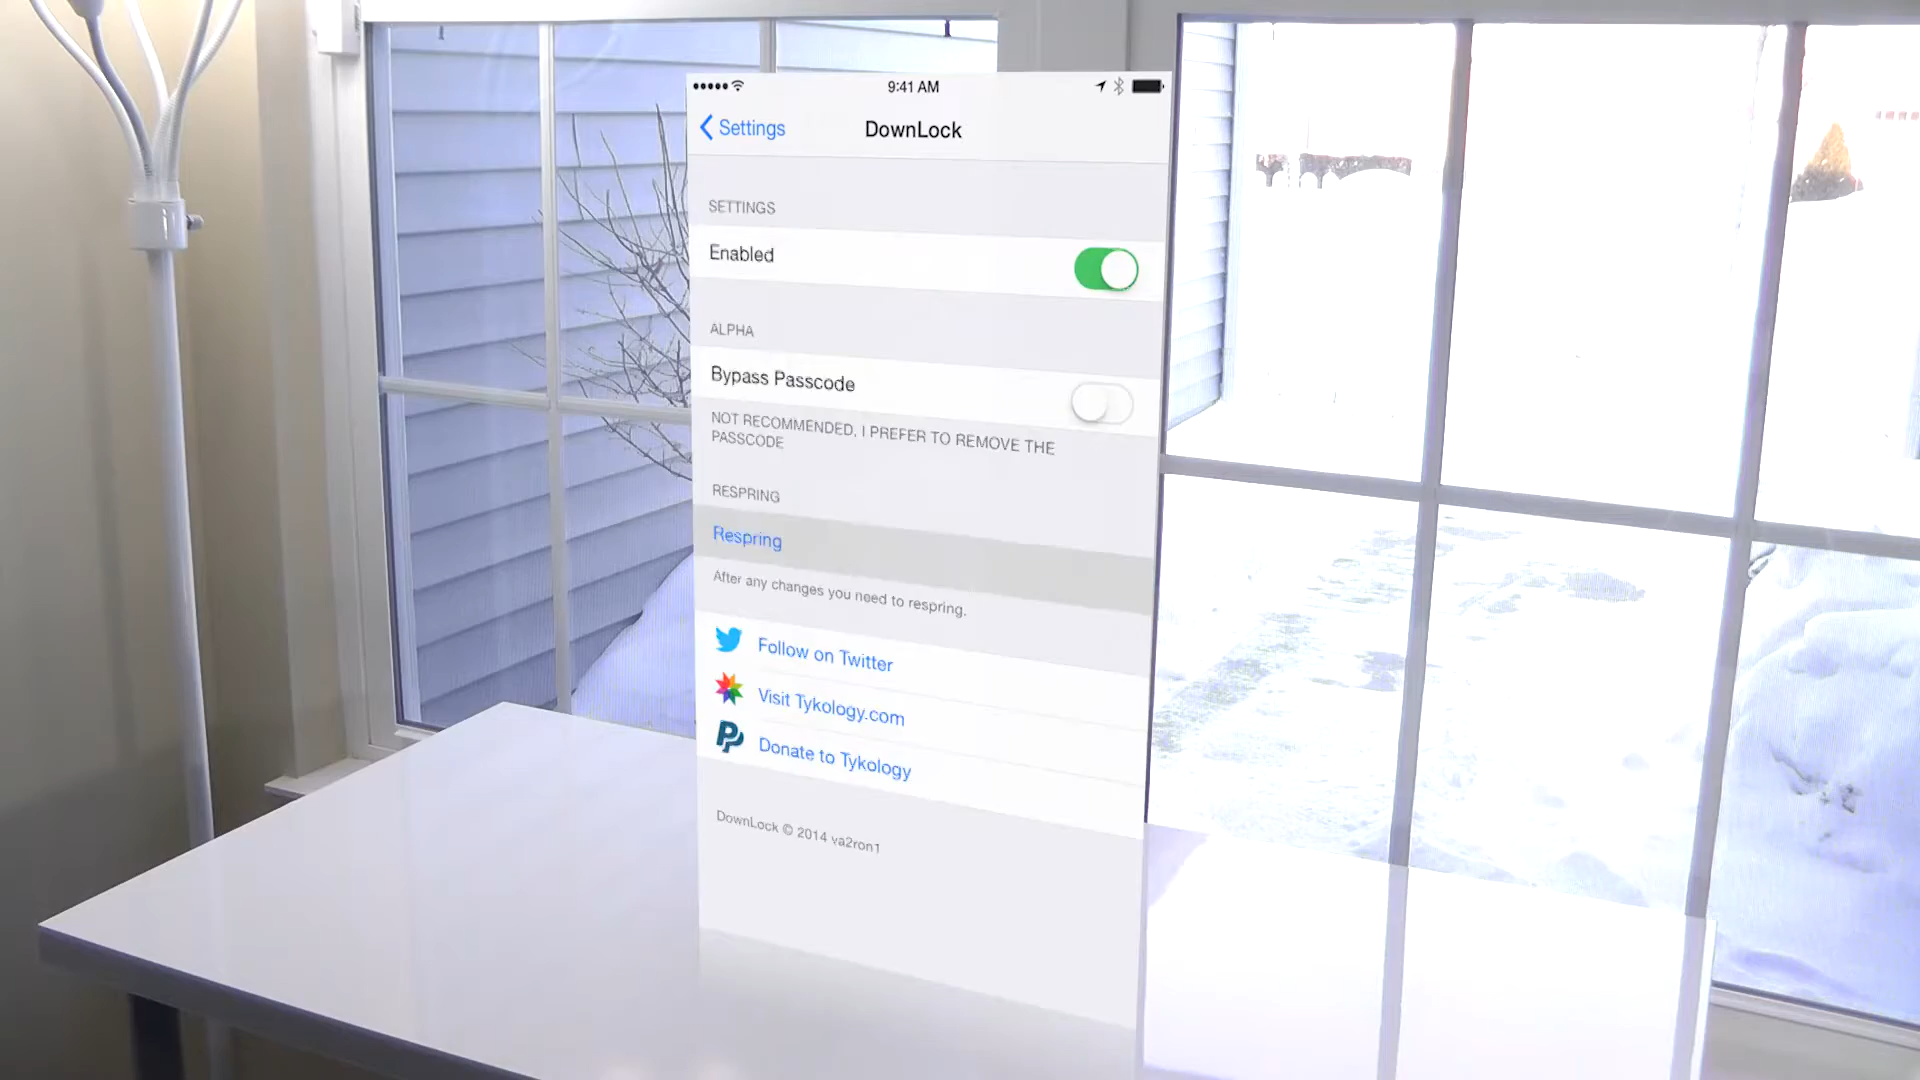 9:41 AM
Settings
DownLock
SETTINGS
Enabled
ALPHA
Bypass Passcode
NOT RECOMMENDED, I PREFER TO REMOVE THE
PASSCODE
RESPRING
Respring
After any changes you need to respring.
Follow on Twitter
Visit Tykology.com
Donate to Tykology
DownLock © 2014 va2ron1